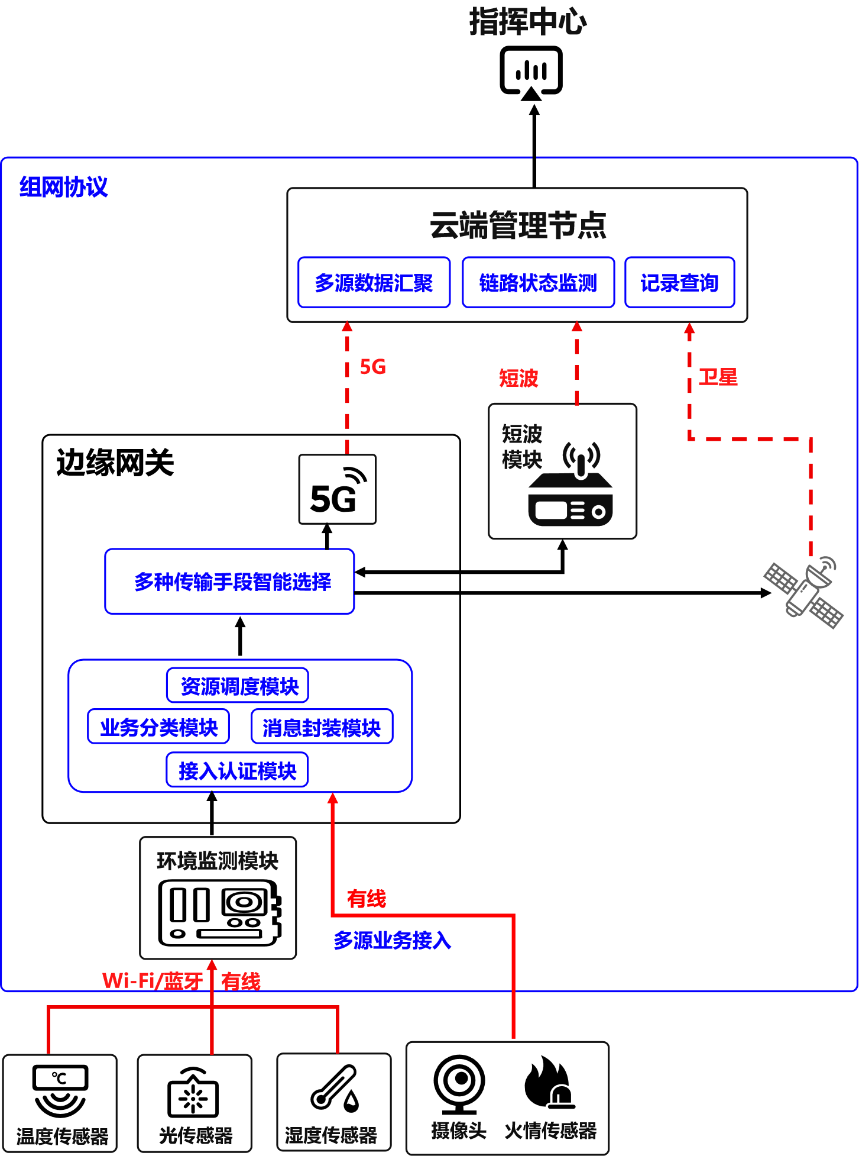 指挥中心
组网协议
云端管理节点
多源数据汇聚
链路状态监测
记录查询
5G
短波
卫星
边缘网关
5G
短波
模块
多种传输手段智能选择
资源调度模块
业务分类模块
消息封装模块
接入认证模块
环境监测模块
有线
多源业务接入
Wi-Fi/蓝牙
有线
℃
温度传感器
光传感器
湿度传感器
摄像头
火情传感器